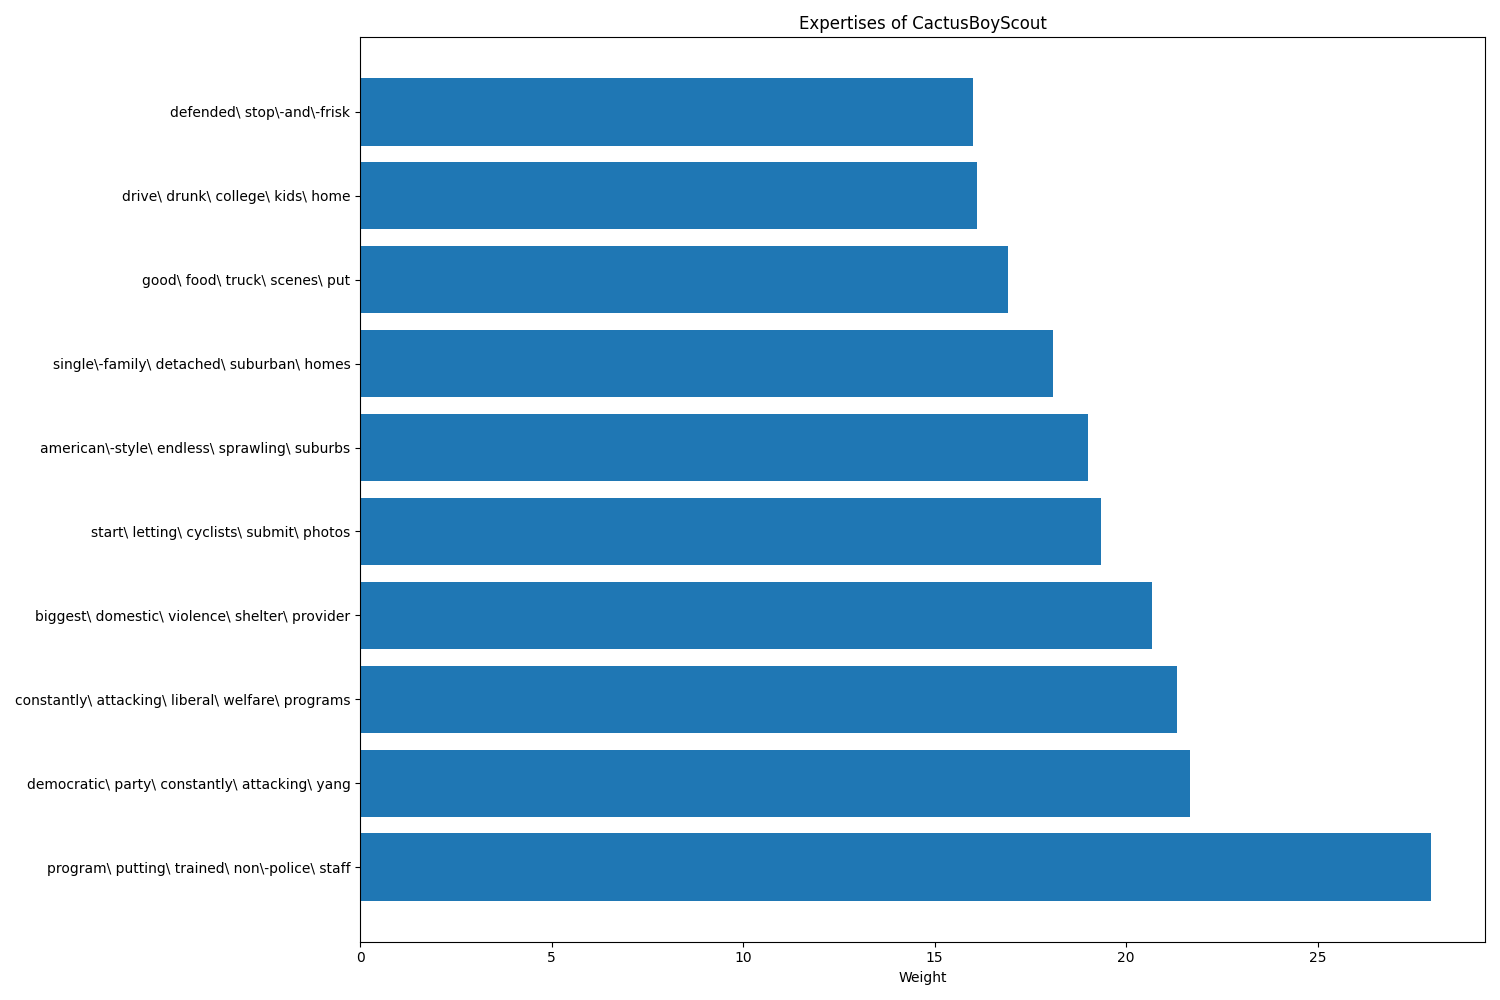 Expertises of CactusBoyScout
defended\ stop\-and\-frisk
drive\ drunk\ college\ kids\ home
good\ food\ truck\ scenes\ put
single\-family\ detached\ suburban\ homes
american\-style\ endless\ sprawling\ suburbs
start\ letting\ cyclists\ submit\ photos
biggest\ domestic\ violence\ shelter\ provider
constantly\ attacking\ liberal\ welfare\ programs
democratic\ party\ constantly\ attacking\ yang
program\ putting\ trained\ non\-police\ staff
0 5 10 15 20 25
Weight